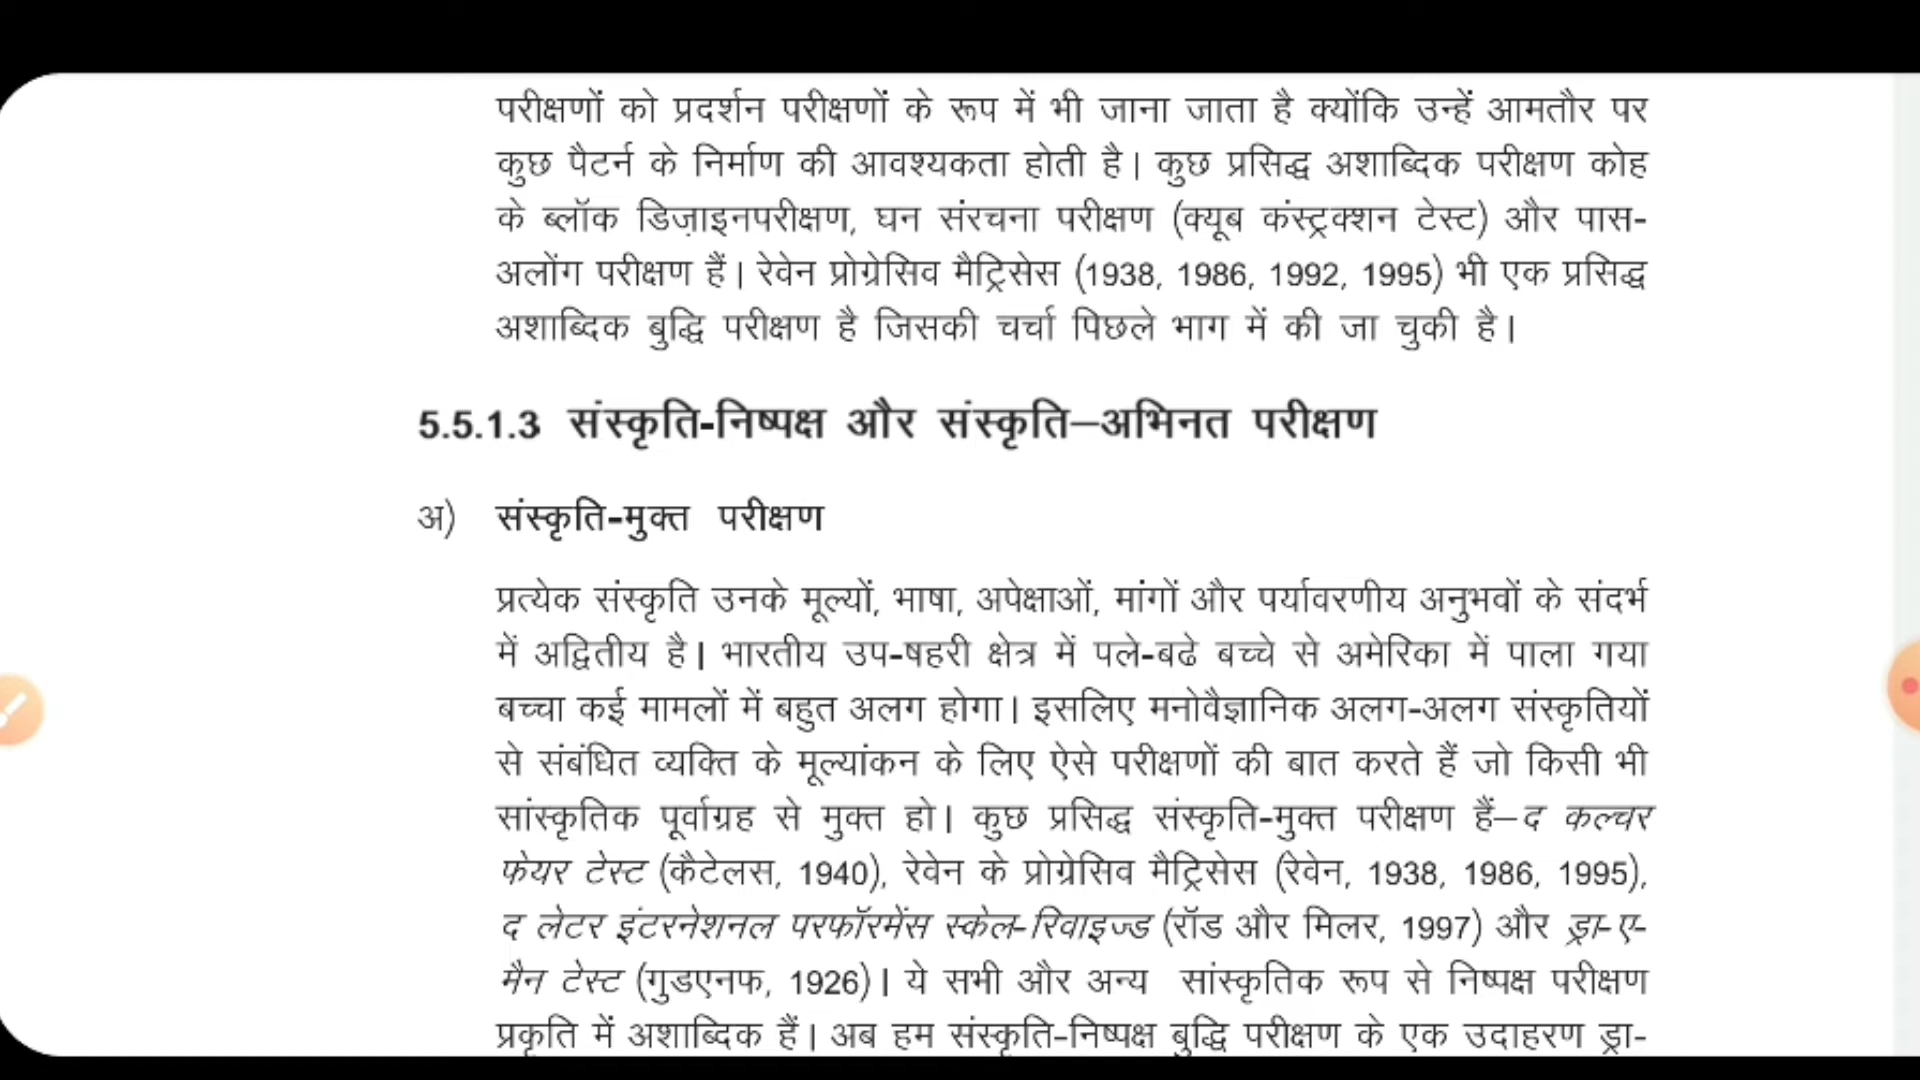 परीक्षणों को प्रदर्शन परीक्षणों के रूप में भी जाना जाता है क्योंकि उन्हें आमतौर पर
कुछ पैटर्न के निर्माण की आवश्यकता होती है। कुछ प्रसिद्ध अशाब्दिक परीक्षण कोह
के ब्लॉक डिज़ाइनपरीक्षण, घन संरचना परीक्षण (क्यूब कंस्ट्रक्शन टेस्ट) और पास-
अलोंग परीक्षण हैं। रेवेन प्रोग्रेसिव मैट्रिसेस (1938, 1986, 1992, 1995) भी एक प्रसिद्ध
अशाब्दिक बुद्धि परीक्षण है जिसकी चर्चा पिछले भाग में की जा चुकी है।
5.5.1.3 संस्कृति-निष्पक्ष और संस्कृति–अभिनत परीक्षण
अ) संस्कृति-मुक्त परीक्षण
प्रत्येक संस्कृति उनके मूल्यों, भाषा, अपेक्षाओं, मांगों और पर्यावरणीय अनुभवों के संदर्भ
में अद्वितीय है। भारतीय उप-षहरी क्षेत्र में पले-बढे बच्चे से अमेरिका में पाला गया
बच्चा कई मामलों में बहुत अलग होगा। इसलिए मनोवैज्ञानिक अलग-अलग संस्कृतियों
से संबंधित व्यक्ति के मूल्यांकन के लिए ऐसे परीक्षणों की बात करते हैं जो किसी भी
सांस्कृतिक पूर्वाग्रह से मुक्त हो। कुछ प्रसिद्ध संस्कृति-मुक्त परीक्षण हैं–द कल्चर
फेयर टेस्ट (कैटेलस, 1940), रेवेन के प्रोग्रेसिव मैट्रिसेस (रेवेन, 1938, 1986, 1995),
द लेटर इंटरनेशनल परफॉरमेंस स्केल-रिवाइज्ड (रॉड और मिलर, 1997) और ड्रा-ए-
मैन टेस्ट (गुडएनफ, 1926)। ये सभी और अन्य सांस्कृतिक रूप से निष्पक्ष परीक्षण
प्रकृति में अशाब्दिक हैं। अब हम संस्कृति-निष्पक्ष बुद्धि परीक्षण के एक उदाहरण ड्रा-